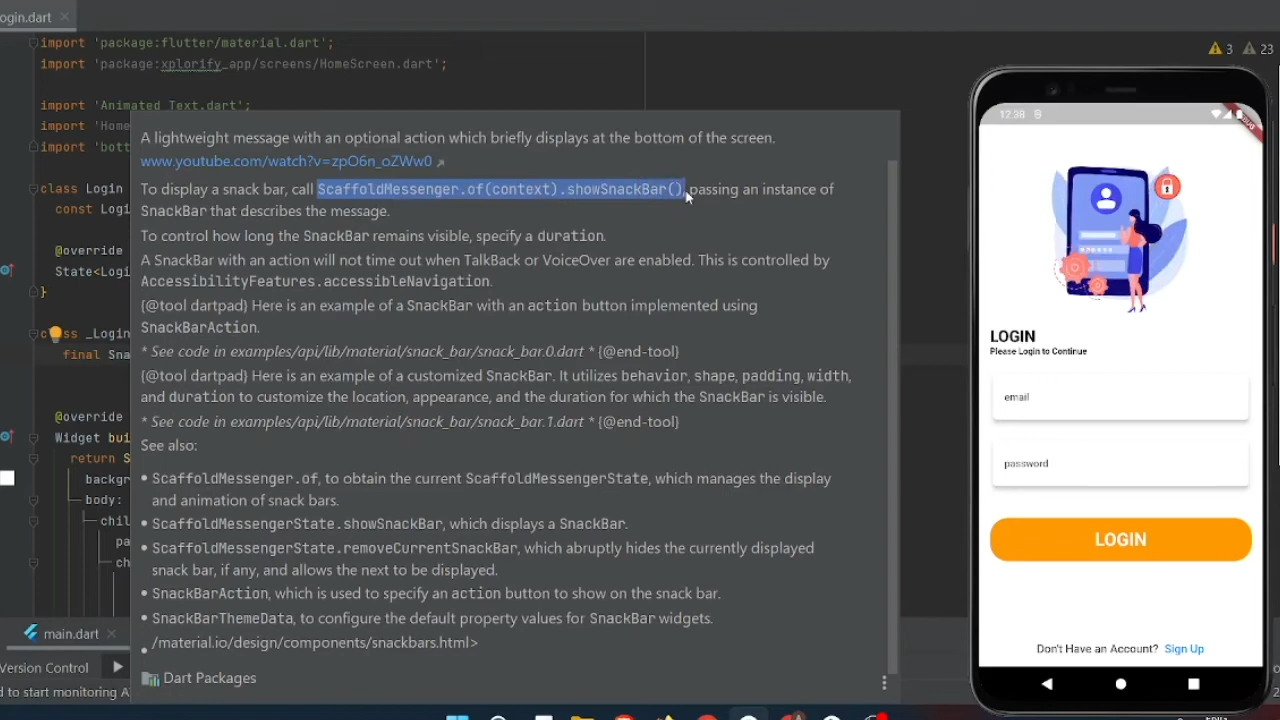 ogin.dart
import 'package:flutter/material.dart';
import 'package:xplorify_app/screens/HomeScreen.dart';
3 23
import 'Animated_Text.dart';
import 'Home
import 'bott
class Login
const Logi
@override
State<Logi
}
class _Login
final Sna
@override
Widget bui
return S
backgr
body:
chil
pa
ch
A lightweight message with an optional action which briefly displays at the bottom of the screen.
www.youtube.com/watch?v=zpO6n_oZWw0
To display a snack bar, call ScaffoldMessenger.of(context).showSnackBar(), passing an instance of
SnackBar that describes the message.
To control how long the SnackBar remains visible, specify a duration.
A SnackBar with an action will not time out when TalkBack or VoiceOver are enabled. This is controlled by
AccessibilityFeatures.accessibleNavigation.
{@tool dartpad} Here is an example of a SnackBar with an action button implemented using
SnackBarAction.
* See code in examples/api/lib/material/snack_bar/snack_bar.0.dart * {@end-tool}
{@tool dartpad} Here is an example of a customized SnackBar. It utilizes behavior, shape, padding, width,
and duration to customize the location, appearance, and the duration for which the SnackBar is visible.
* See code in examples/api/lib/material/snack_bar/snack_bar.1.dart * {@end-tool}
See also:
• ScaffoldMessenger.of, to obtain the current ScaffoldMessengerState, which manages the display
and animation of snack bars.
• ScaffoldMessengerState.showSnackBar, which displays a SnackBar.
• ScaffoldMessengerState.removeCurrentSnackBar, which abruptly hides the currently displayed
snack bar, if any, and allows the next to be displayed.
• SnackBarAction, which is used to specify an action button to show on the snack bar.
• SnackBarThemeData, to configure the default property values for SnackBar widgets.
• /material.io/design/components/snackbars.html>
Dart Packages
main.dart
Version Control
d to start monitoring A
12:38
LOGIN
Please Login to Continue
email
password
LOGIN
Don't Have an Account? Sign Up